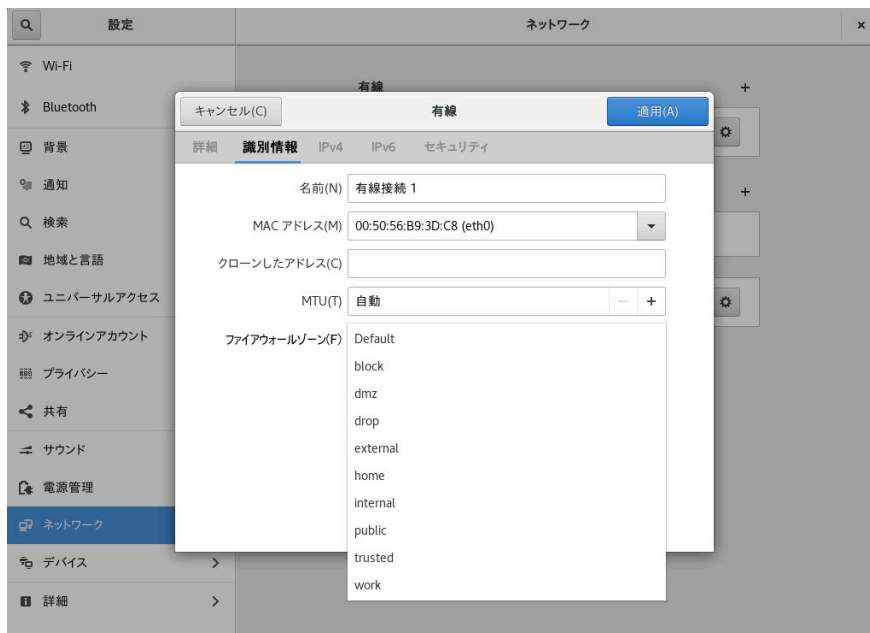 設定
ネットワーク
×
Wi-Fi
Bluetooth
背景
通知
検索
地域と言語
ユニバーサルアクセス
オンラインアカウント
プライバシー
共有
サウンド
電源管理
ネットワーク
デバイス
詳細
有線
+
+
キャンセル(C)
有線
適用(A)
詳細 識別情報 IPv4 IPv6 セキュリティ
名前(N) 有線接続 1
MAC アドレス(M) 00:50:56:B9:3D:C8 (eth0)
クローンしたアドレス(C)
MTU(T) 自動 − +
ファイアウォールゾーン(F) Default
block
dmz
drop
external
home
internal
public
trusted
work